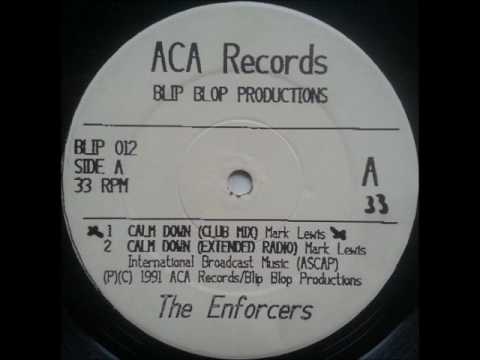 ACA Records
BLIP BLOP PRODUCTIONS
BLIP 012
SIDE A
33 RPM
A
33
1 CALM DOWN (CLUB MIX) Mark Lewis
2 CALM DOWN (EXTENDED RADIO) Mark Lewis
International Broadcast Music (ASCAP)
(P)(C) 1991 ACA Records/Blip Blop Productions
The Enforcers